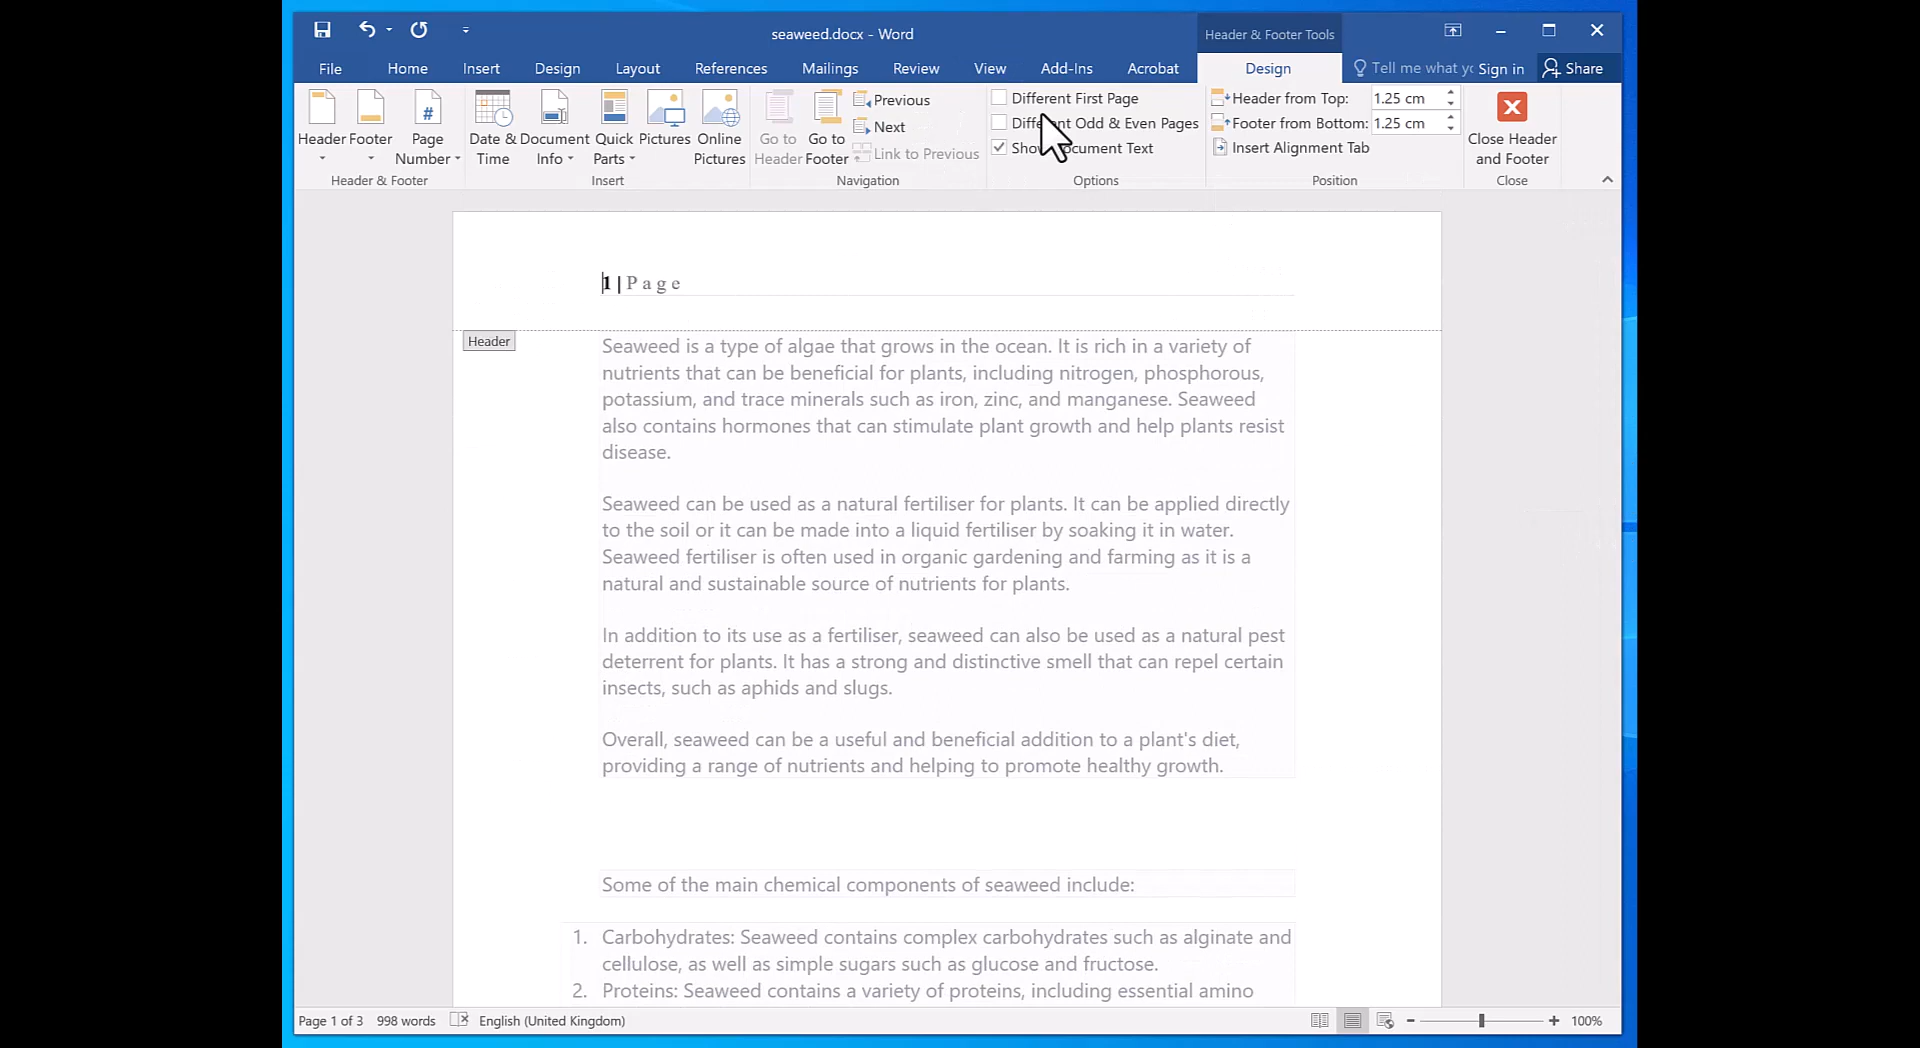 seaweed.docx - Word
Header & Footer Tools
File Home Insert Design Layout References Mailings Review View Add-Ins Acrobat Design Tell me what Sign in Share
Header
Footer
Page Number
Header & Footer
Date & Time
Document Info
Quick Parts
Pictures
Online Pictures
Insert
Go to Header
Go to Footer
Previous
Next
Link to Previous
Navigation
Different First Page
Different Odd & Even Pages
Show Document Text
Options
Header from Top: 1.25 cm
Footer from Bottom: 1.25 cm
Insert Alignment Tab
Position
Close Header and Footer
Close
1 | Page
Header
Seaweed is a type of algae that grows in the ocean. It is rich in a variety of
nutrients that can be beneficial for plants, including nitrogen, phosphorous,
potassium, and trace minerals such as iron, zinc, and manganese. Seaweed
also contains hormones that can stimulate plant growth and help plants resist
disease.
Seaweed can be used as a natural fertiliser for plants. It can be applied directly
to the soil or it can be made into a liquid fertiliser by soaking it in water.
Seaweed fertiliser is often used in organic gardening and farming as it is a
natural and sustainable source of nutrients for plants.
In addition to its use as a fertiliser, seaweed can also be used as a natural pest
deterrent for plants. It has a strong and distinctive smell that can repel certain
insects, such as aphids and slugs.
Overall, seaweed can be a useful and beneficial addition to a plant's diet,
providing a range of nutrients and helping to promote healthy growth.
Some of the main chemical components of seaweed include:
1. Carbohydrates: Seaweed contains complex carbohydrates such as alginate and
cellulose, as well as simple sugars such as glucose and fructose.
2. Proteins: Seaweed contains a variety of proteins, including essential amino
Page 1 of 3 998 words English (United Kingdom) 100%